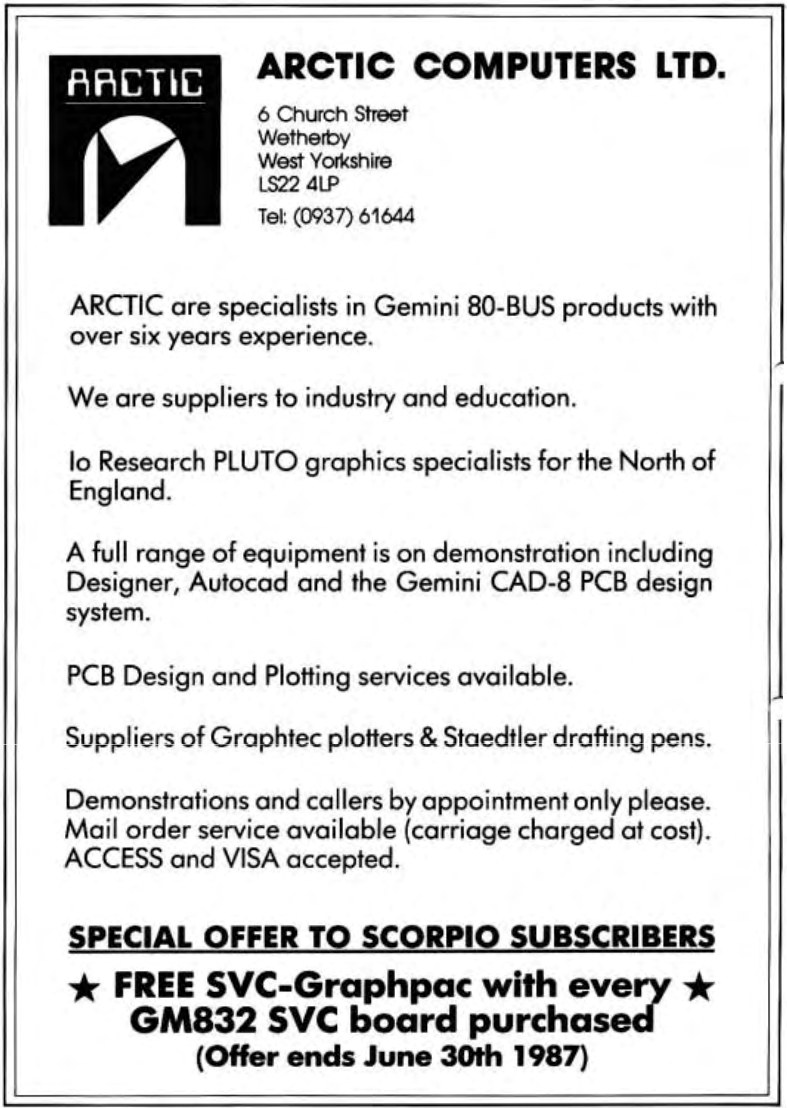 ARCTIC
ARCTIC COMPUTERS LTD.
6 Church Street
Wetherby
West Yorkshire
LS22 4LP
Tel: (0937) 61644
ARCTIC are specialists in Gemini 80-BUS products with
over six years experience.
We are suppliers to industry and education.
Io Research PLUTO graphics specialists for the North of
England.
A full range of equipment is on demonstration including
Designer, Autocad and the Gemini CAD-8 PCB design
system.
PCB Design and Plotting services available.
Suppliers of Graphtec plotters & Staedtler drafting pens.
Demonstrations and callers by appointment only please.
Mail order service available (carriage charged at cost).
ACCESS and VISA accepted.
SPECIAL OFFER TO SCORPIO SUBSCRIBERS
★ FREE SVC-Graphpac with every ★
GM832 SVC board purchased
(Offer ends June 30th 1987)